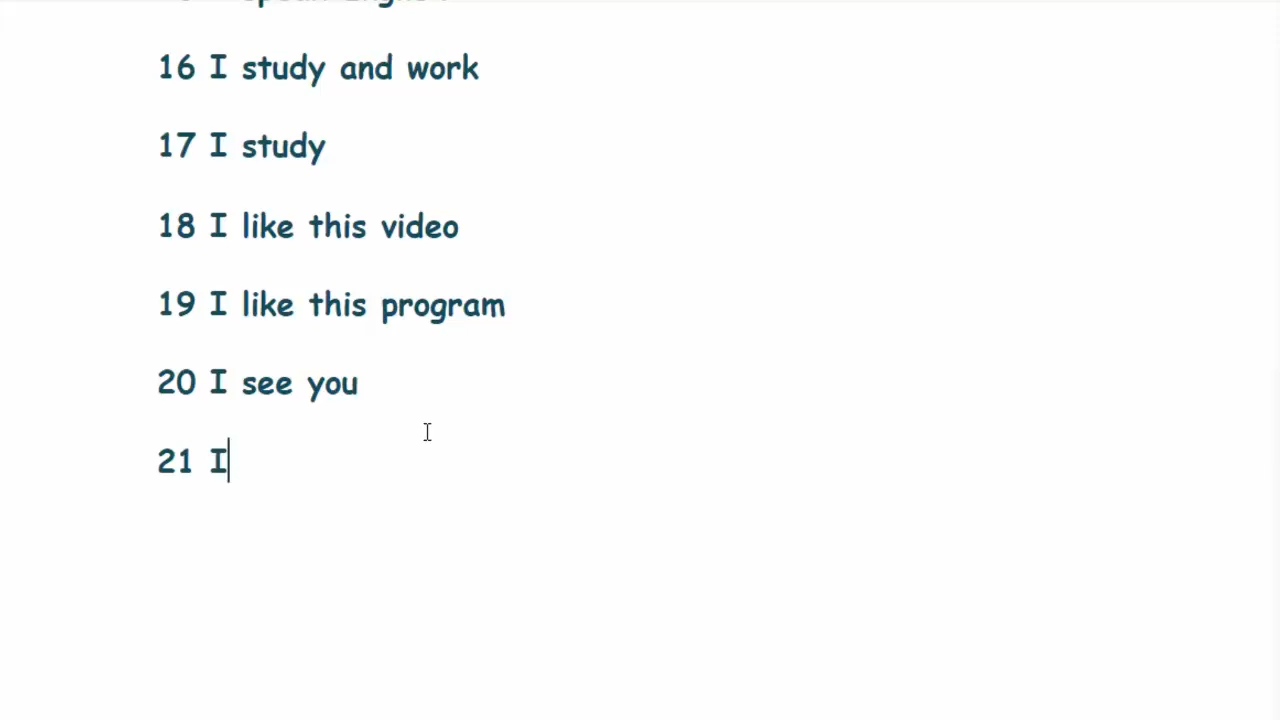 16 I study and work
17 I study
18 I like this video
19 I like this program
20 I see you
21 I